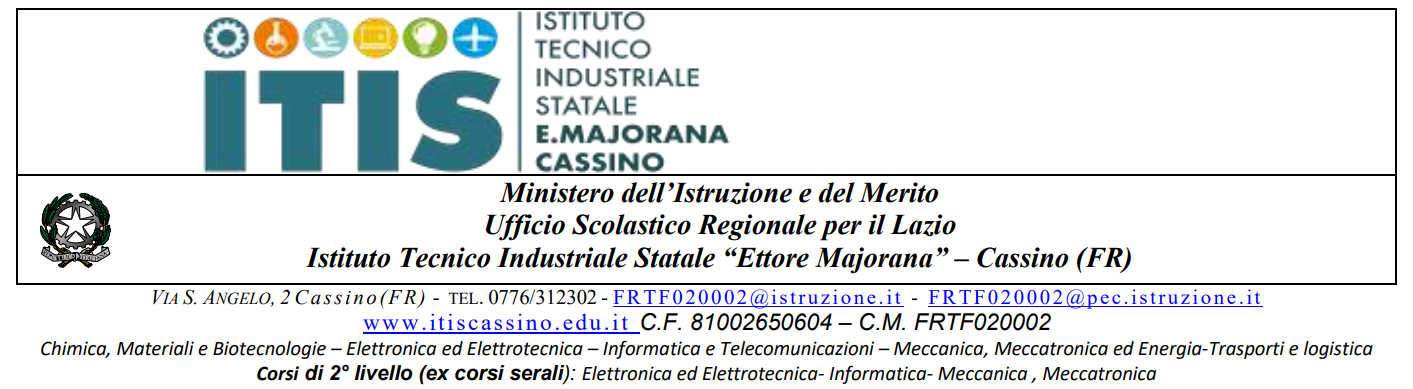 ISTITUTO
TECNICO
INDUSTRIALE
STATALE
E.MAJORANA
CASSINO
ITIS
Ministero dell’Istruzione e del Merito
Ufficio Scolastico Regionale per il Lazio
Istituto Tecnico Industriale Statale “Ettore Majorana” – Cassino (FR)
VIA S. ANGELO, 2 Cassino(FR) - TEL. 0776/312302 - FRTF020002@istruzione.it - FRTF020002@pec.istruzione.it
www.itiscassino.edu.it C.F. 81002650604 – C.M. FRTF020002
Chimica, Materiali e Biotecnologie – Elettronica ed Elettrotecnica – Informatica e Telecomunicazioni – Meccanica, Meccatronica ed Energia-Trasporti e logistica
Corsi di 2° livello (ex corsi serali): Elettronica ed Elettrotecnica- Informatica- Meccanica , Meccatronica